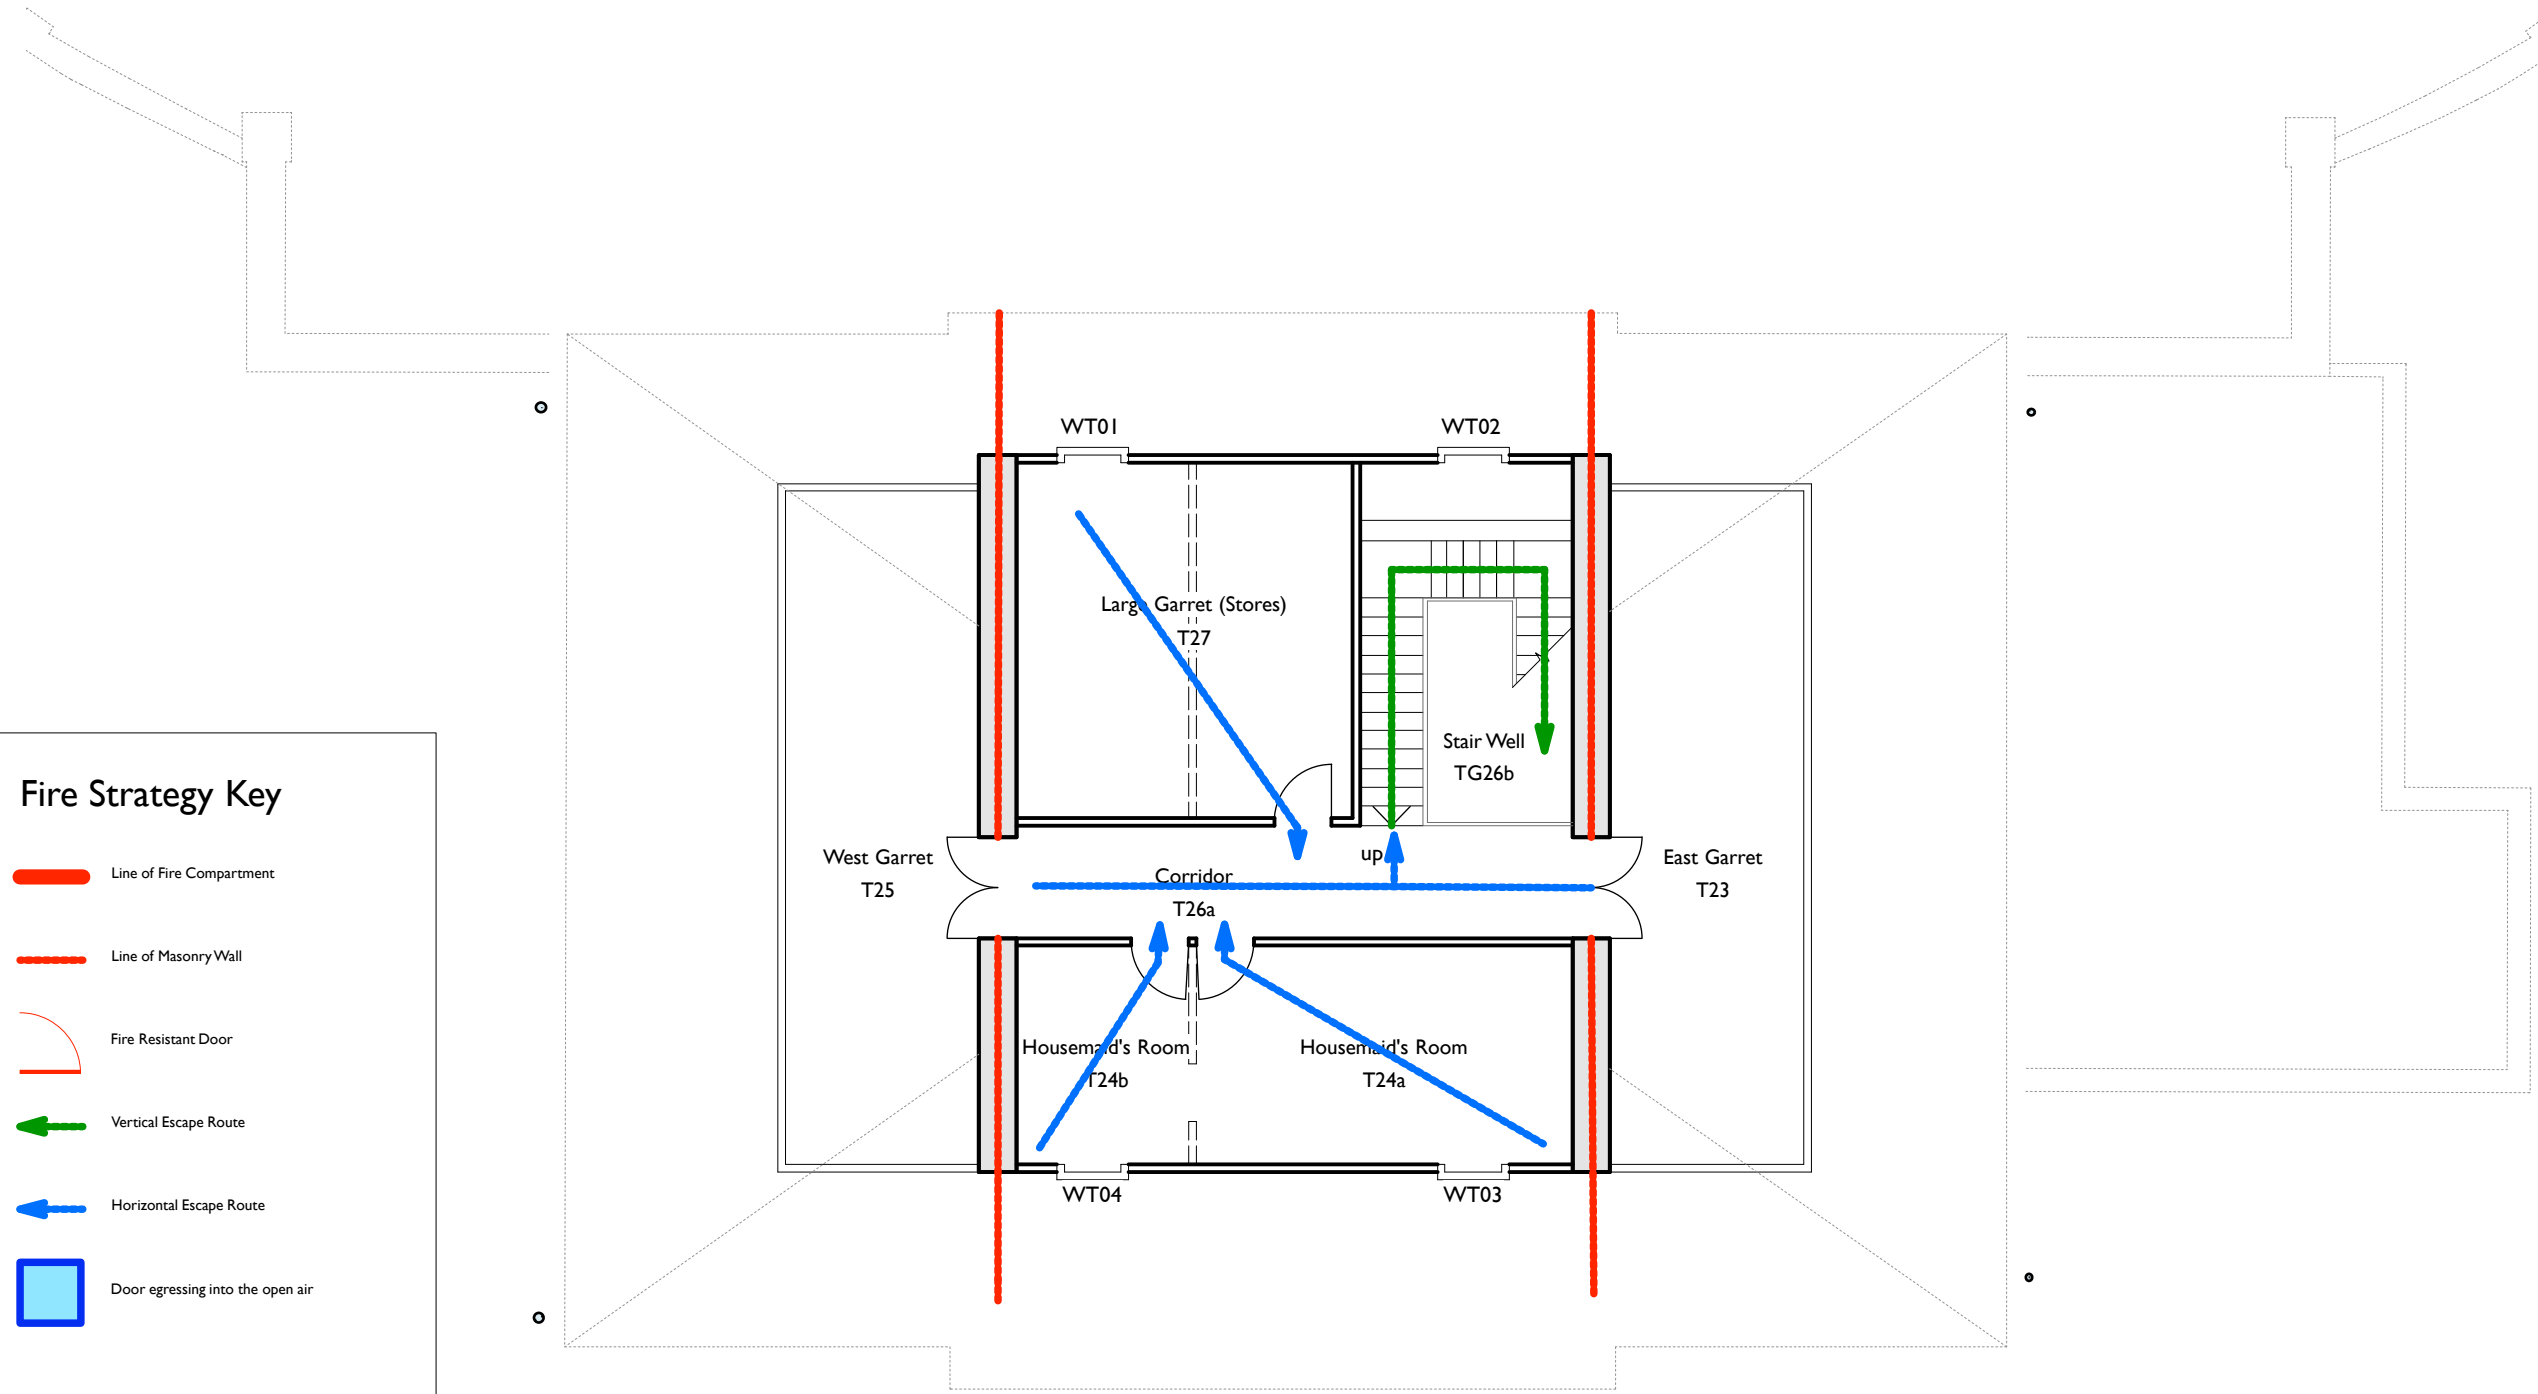 WT01
WT02
Large Garret (Stores)
T27
Stair Well
TG26b
West Garret
T25
up
Corridor
T26a
East Garret
T23
Housemaid's Room
T24b
Housemaid's Room
T24a
WT04
WT03
Fire Strategy Key
Line of Fire Compartment
Line of Masonry Wall
Fire Resistant Door
Vertical Escape Route
Horizontal Escape Route
Door egressing into the open air